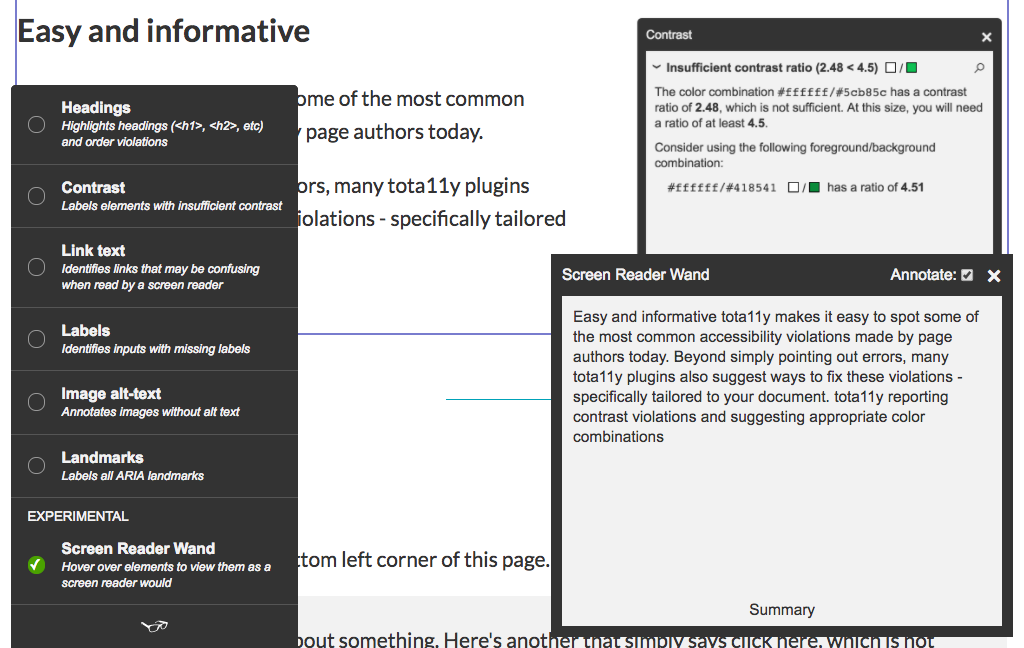 Easy and informative
ome of the most common
page authors today.
ors, many tota11y plugins
iolations - specifically tailored
ttom left corner of this page.
out something. Here's another that simply says click here, which is not
Headings
Highlights headings (<h1>, <h2>, etc)
and order violations
Contrast
Labels elements with insufficient contrast
Link text
Identifies links that may be confusing
when read by a screen reader
Labels
Identifies inputs with missing labels
Image alt-text
Annotates images without alt text
Landmarks
Labels all ARIA landmarks
EXPERIMENTAL
Screen Reader Wand
Hover over elements to view them as a
screen reader would
Contrast
Insufficient contrast ratio (2.48 < 4.5) /
The color combination #ffffff/#5cb85c has a contrast
ratio of 2.48, which is not sufficient. At this size, you will need
a ratio of at least 4.5.
Consider using the following foreground/background
combination:
#ffffff/#418541 / has a ratio of 4.51
Screen Reader Wand Annotate:
Easy and informative tota11y makes it easy to spot some of
the most common accessibility violations made by page
authors today. Beyond simply pointing out errors, many
tota11y plugins also suggest ways to fix these violations -
specifically tailored to your document. tota11y reporting
contrast violations and suggesting appropriate color
combinations
Summary